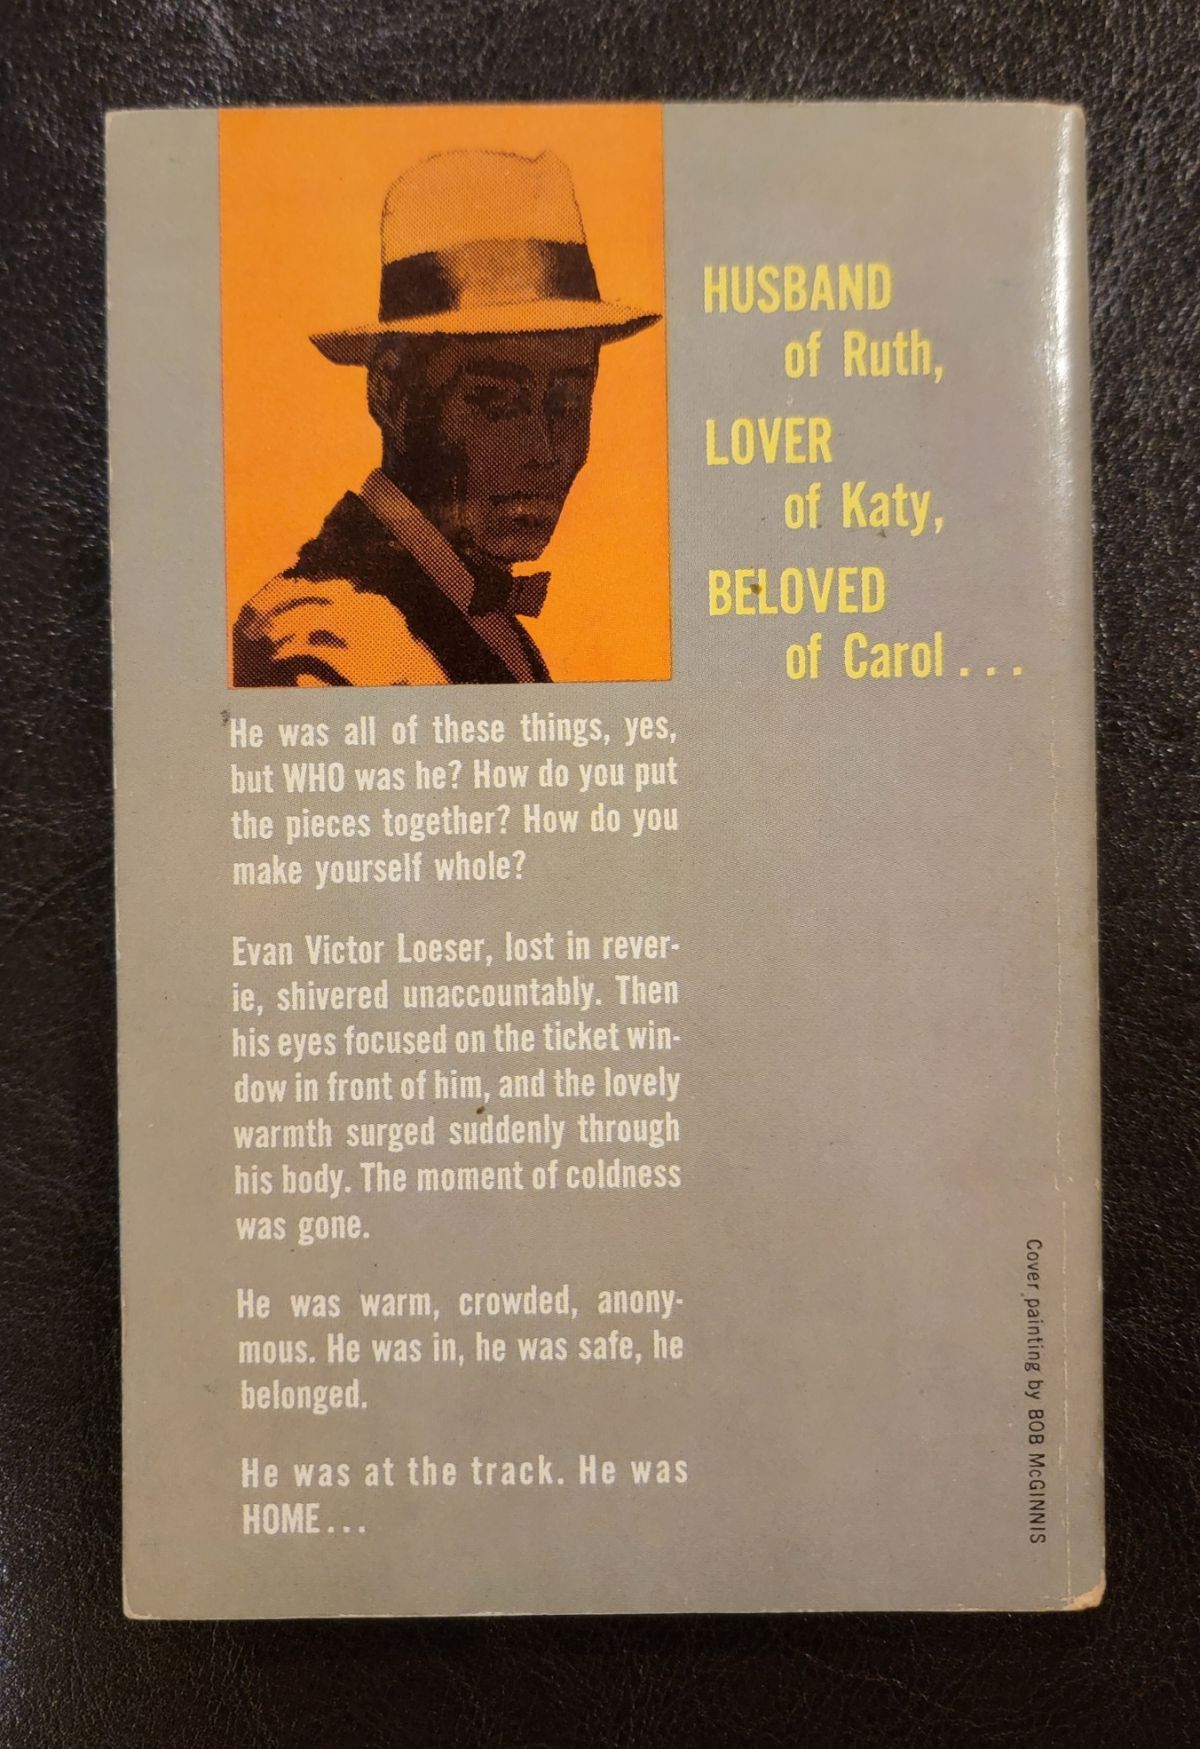 HUSBAND
of Ruth,
LOVER
of Katy,
BELOVED
of Carol . . .
He was all of these things, yes,
but WHO was he? How do you put
the pieces together? How do you
make yourself whole?
Evan Victor Loeser, lost in rever-
ie, shivered unaccountably. Then
his eyes focused on the ticket win-
dow in front of him, and the lovely
warmth surged suddenly through
his body. The moment of coldness
was gone.
He was warm, crowded, anony-
mous. He was in, he was safe, he
belonged.
He was at the track. He was
HOME . . .
Cover painting by BOB McGINNIS